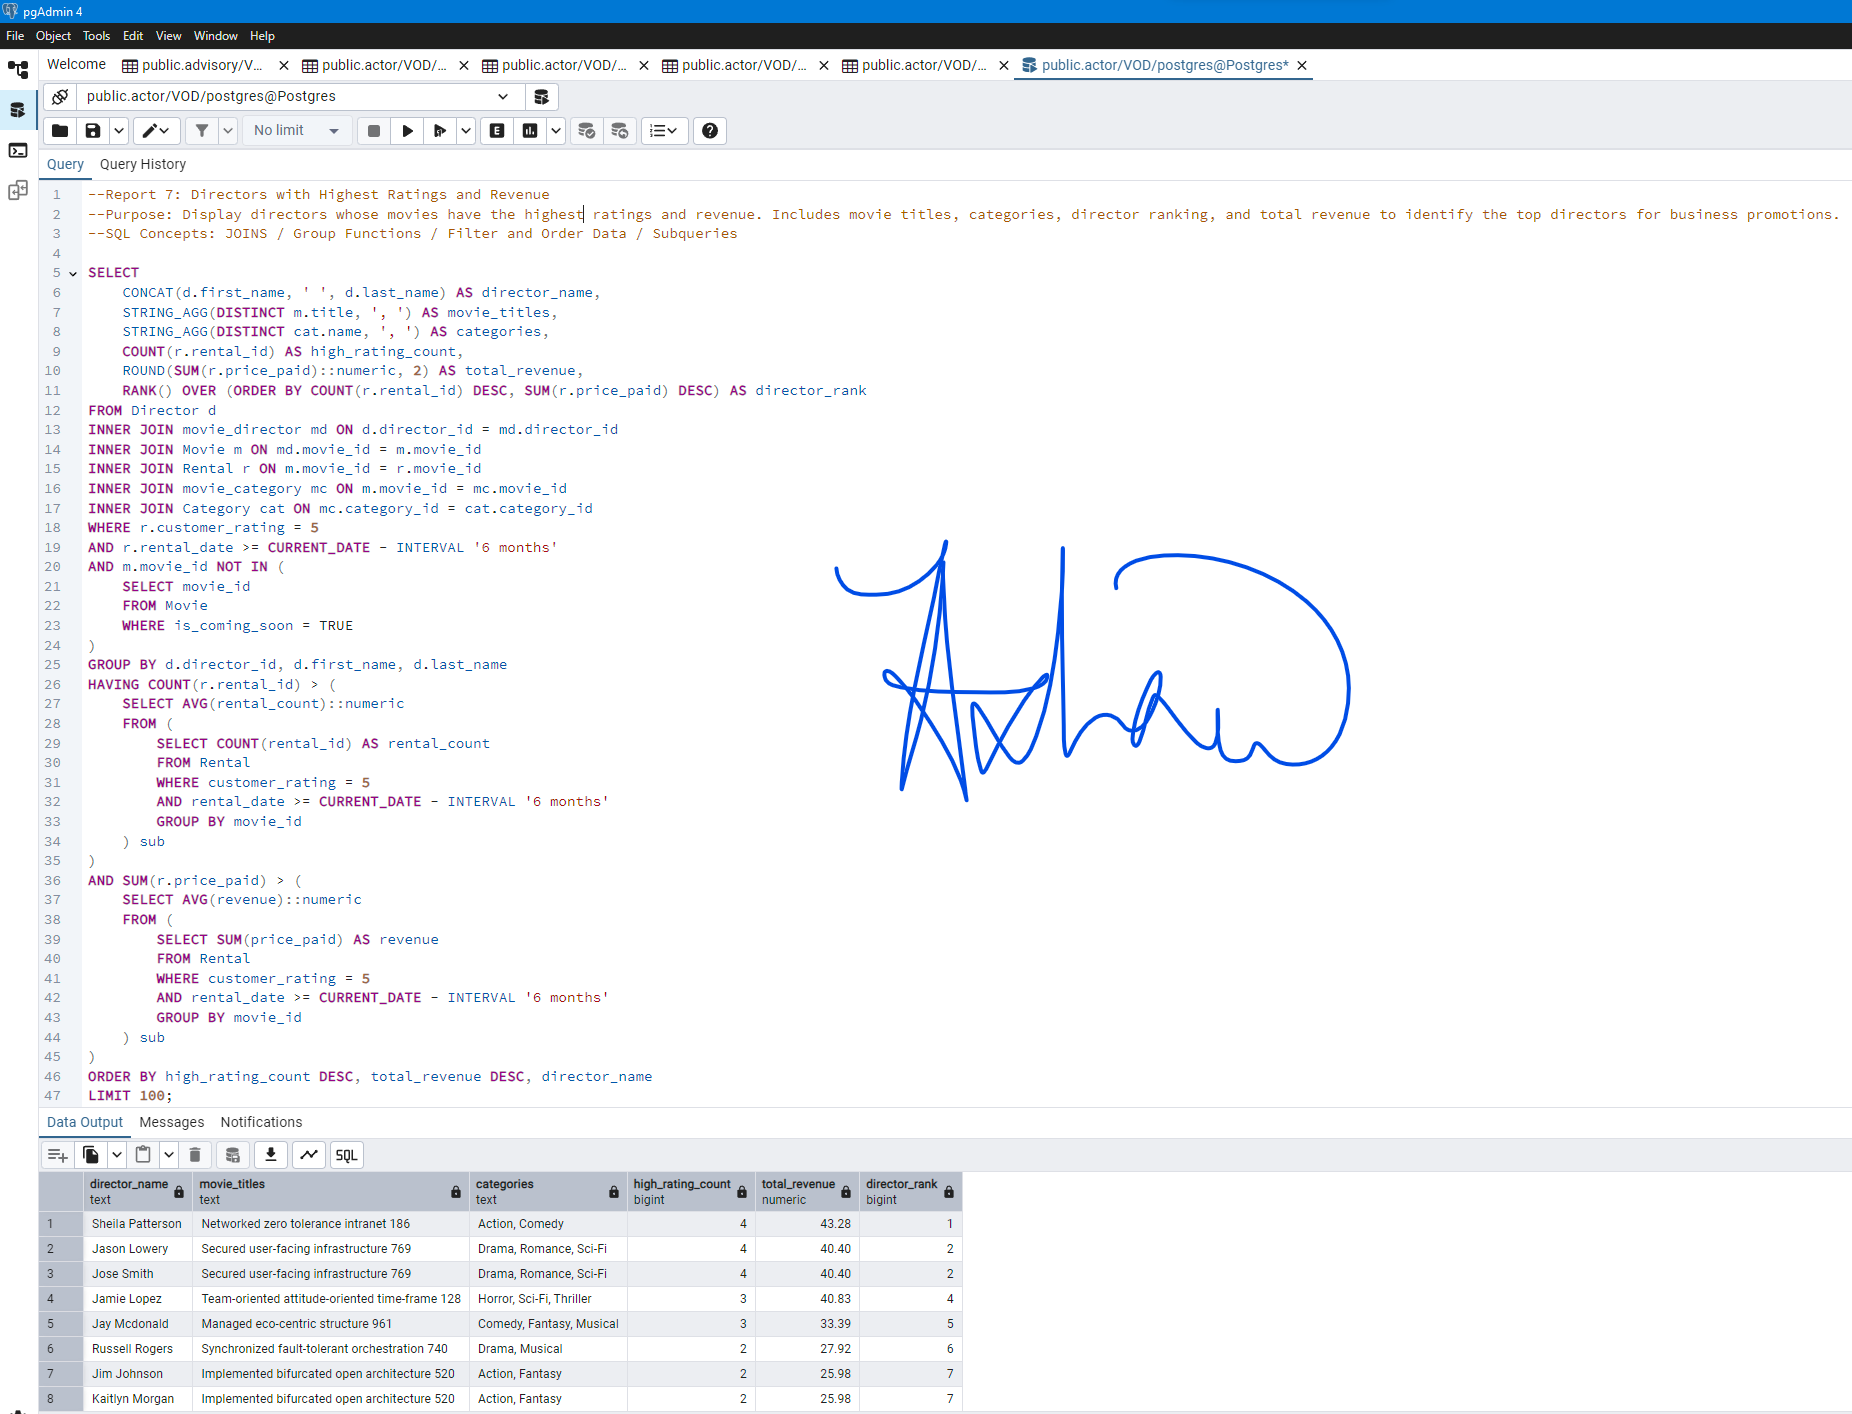 pgAdmin 4
File Object Tools Edit View Window Help
Welcome public.advisory/V... public.actor/VOD/... public.actor/VOD/... public.actor/VOD/... public.actor/VOD/... public.actor/VOD/postgres@Postgres*
public.actor/VOD/postgres@Postgres
No limit E
Query Query History
1 --Report 7: Directors with Highest Ratings and Revenue
2 --Purpose: Display directors whose movies have the highest ratings and revenue. Includes movie titles, categories, director ranking, and total revenue to identify the top directors for business promotions.
3 --SQL Concepts: JOINS / Group Functions / Filter and Order Data / Subqueries
4
5 SELECT
6 CONCAT(d.first_name, ' ', d.last_name) AS director_name,
7 STRING_AGG(DISTINCT m.title, ', ') AS movie_titles,
8 STRING_AGG(DISTINCT cat.name, ', ') AS categories,
9 COUNT(r.rental_id) AS high_rating_count,
10 ROUND(SUM(r.price_paid)::numeric, 2) AS total_revenue,
11 RANK() OVER (ORDER BY COUNT(r.rental_id) DESC, SUM(r.price_paid) DESC) AS director_rank
12 FROM Director d
13 INNER JOIN movie_director md ON d.director_id = md.director_id
14 INNER JOIN Movie m ON md.movie_id = m.movie_id
15 INNER JOIN Rental r ON m.movie_id = r.movie_id
16 INNER JOIN movie_category mc ON m.movie_id = mc.movie_id
17 INNER JOIN Category cat ON mc.category_id = cat.category_id
18 WHERE r.customer_rating = 5
19 AND r.rental_date >= CURRENT_DATE - INTERVAL '6 months'
20 AND m.movie_id NOT IN (
21 SELECT movie_id
22 FROM Movie
23 WHERE is_coming_soon = TRUE
24 )
25 GROUP BY d.director_id, d.first_name, d.last_name
26 HAVING COUNT(r.rental_id) > (
27 SELECT AVG(rental_count)::numeric
28 FROM (
29 SELECT COUNT(rental_id) AS rental_count
30 FROM Rental
31 WHERE customer_rating = 5
32 AND rental_date >= CURRENT_DATE - INTERVAL '6 months'
33 GROUP BY movie_id
34 ) sub
35 )
36 AND SUM(r.price_paid) > (
37 SELECT AVG(revenue)::numeric
38 FROM (
39 SELECT SUM(price_paid) AS revenue
40 FROM Rental
41 WHERE customer_rating = 5
42 AND rental_date >= CURRENT_DATE - INTERVAL '6 months'
43 GROUP BY movie_id
44 ) sub
45 )
46 ORDER BY high_rating_count DESC, total_revenue DESC, director_name
47 LIMIT 100;
Data Output Messages Notifications
SQL
director_name movie_titles categories high_rating_count total_revenue director_rank
text text text bigint numeric bigint
1 Sheila Patterson Networked zero tolerance intranet 186 Action, Comedy 4 43.28 1
2 Jason Lowery Secured user-facing infrastructure 769 Drama, Romance, Sci-Fi 4 40.40 2
3 Jose Smith Secured user-facing infrastructure 769 Drama, Romance, Sci-Fi 4 40.40 2
4 Jamie Lopez Team-oriented attitude-oriented time-frame 128 Horror, Sci-Fi, Thriller 3 40.83 4
5 Jay Mcdonald Managed eco-centric structure 961 Comedy, Fantasy, Musical 3 33.39 5
6 Russell Rogers Synchronized fault-tolerant orchestration 740 Drama, Musical 2 27.92 6
7 Jim Johnson Implemented bifurcated open architecture 520 Action, Fantasy 2 25.98 7
8 Kaitlyn Morgan Implemented bifurcated open architecture 520 Action, Fantasy 2 25.98 7